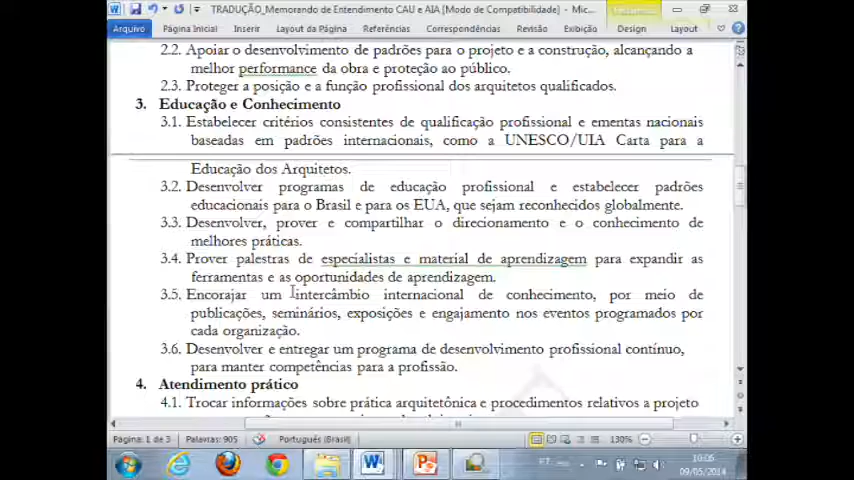 TRADUÇÃO_Memorando de Entendimento CAU e AIA [Modo de Compatibilidade] - Mic...
Arquivo Página Inicial Inserir Layout da Página Referências Correspondências Revisão Exibição Design Layout
2.2. Apoiar o desenvolvimento de padrões para o projeto e a construção, alcançando a
melhor performance da obra e proteção ao público.
2.3. Proteger a posição e a função profissional dos arquitetos qualificados.
3. Educação e Conhecimento
3.1. Estabelecer critérios consistentes de qualificação profissional e ementas nacionais
baseadas em padrões internacionais, como a UNESCO/UIA Carta para a
Educação dos Arquitetos.
3.2. Desenvolver programas de educação profissional e estabelecer padrões
educacionais para o Brasil e para os EUA, que sejam reconhecidos globalmente.
3.3. Desenvolver, prover e compartilhar o direcionamento e o conhecimento de
melhores práticas.
3.4. Prover palestras de especialistas e material de aprendizagem para expandir as
ferramentas e as oportunidades de aprendizagem.
3.5. Encorajar um intercâmbio internacional de conhecimento, por meio de
publicações, seminários, exposições e engajamento nos eventos programados por
cada organização.
3.6. Desenvolver e entregar um programa de desenvolvimento profissional contínuo,
para manter competências para a profissão.
4. Atendimento prático
4.1. Trocar informações sobre prática arquitetônica e procedimentos relativos a projeto
Página: 1 de 3 Palavras: 905 Português (Brasil) 130%
PT 10:06
09/05/2014